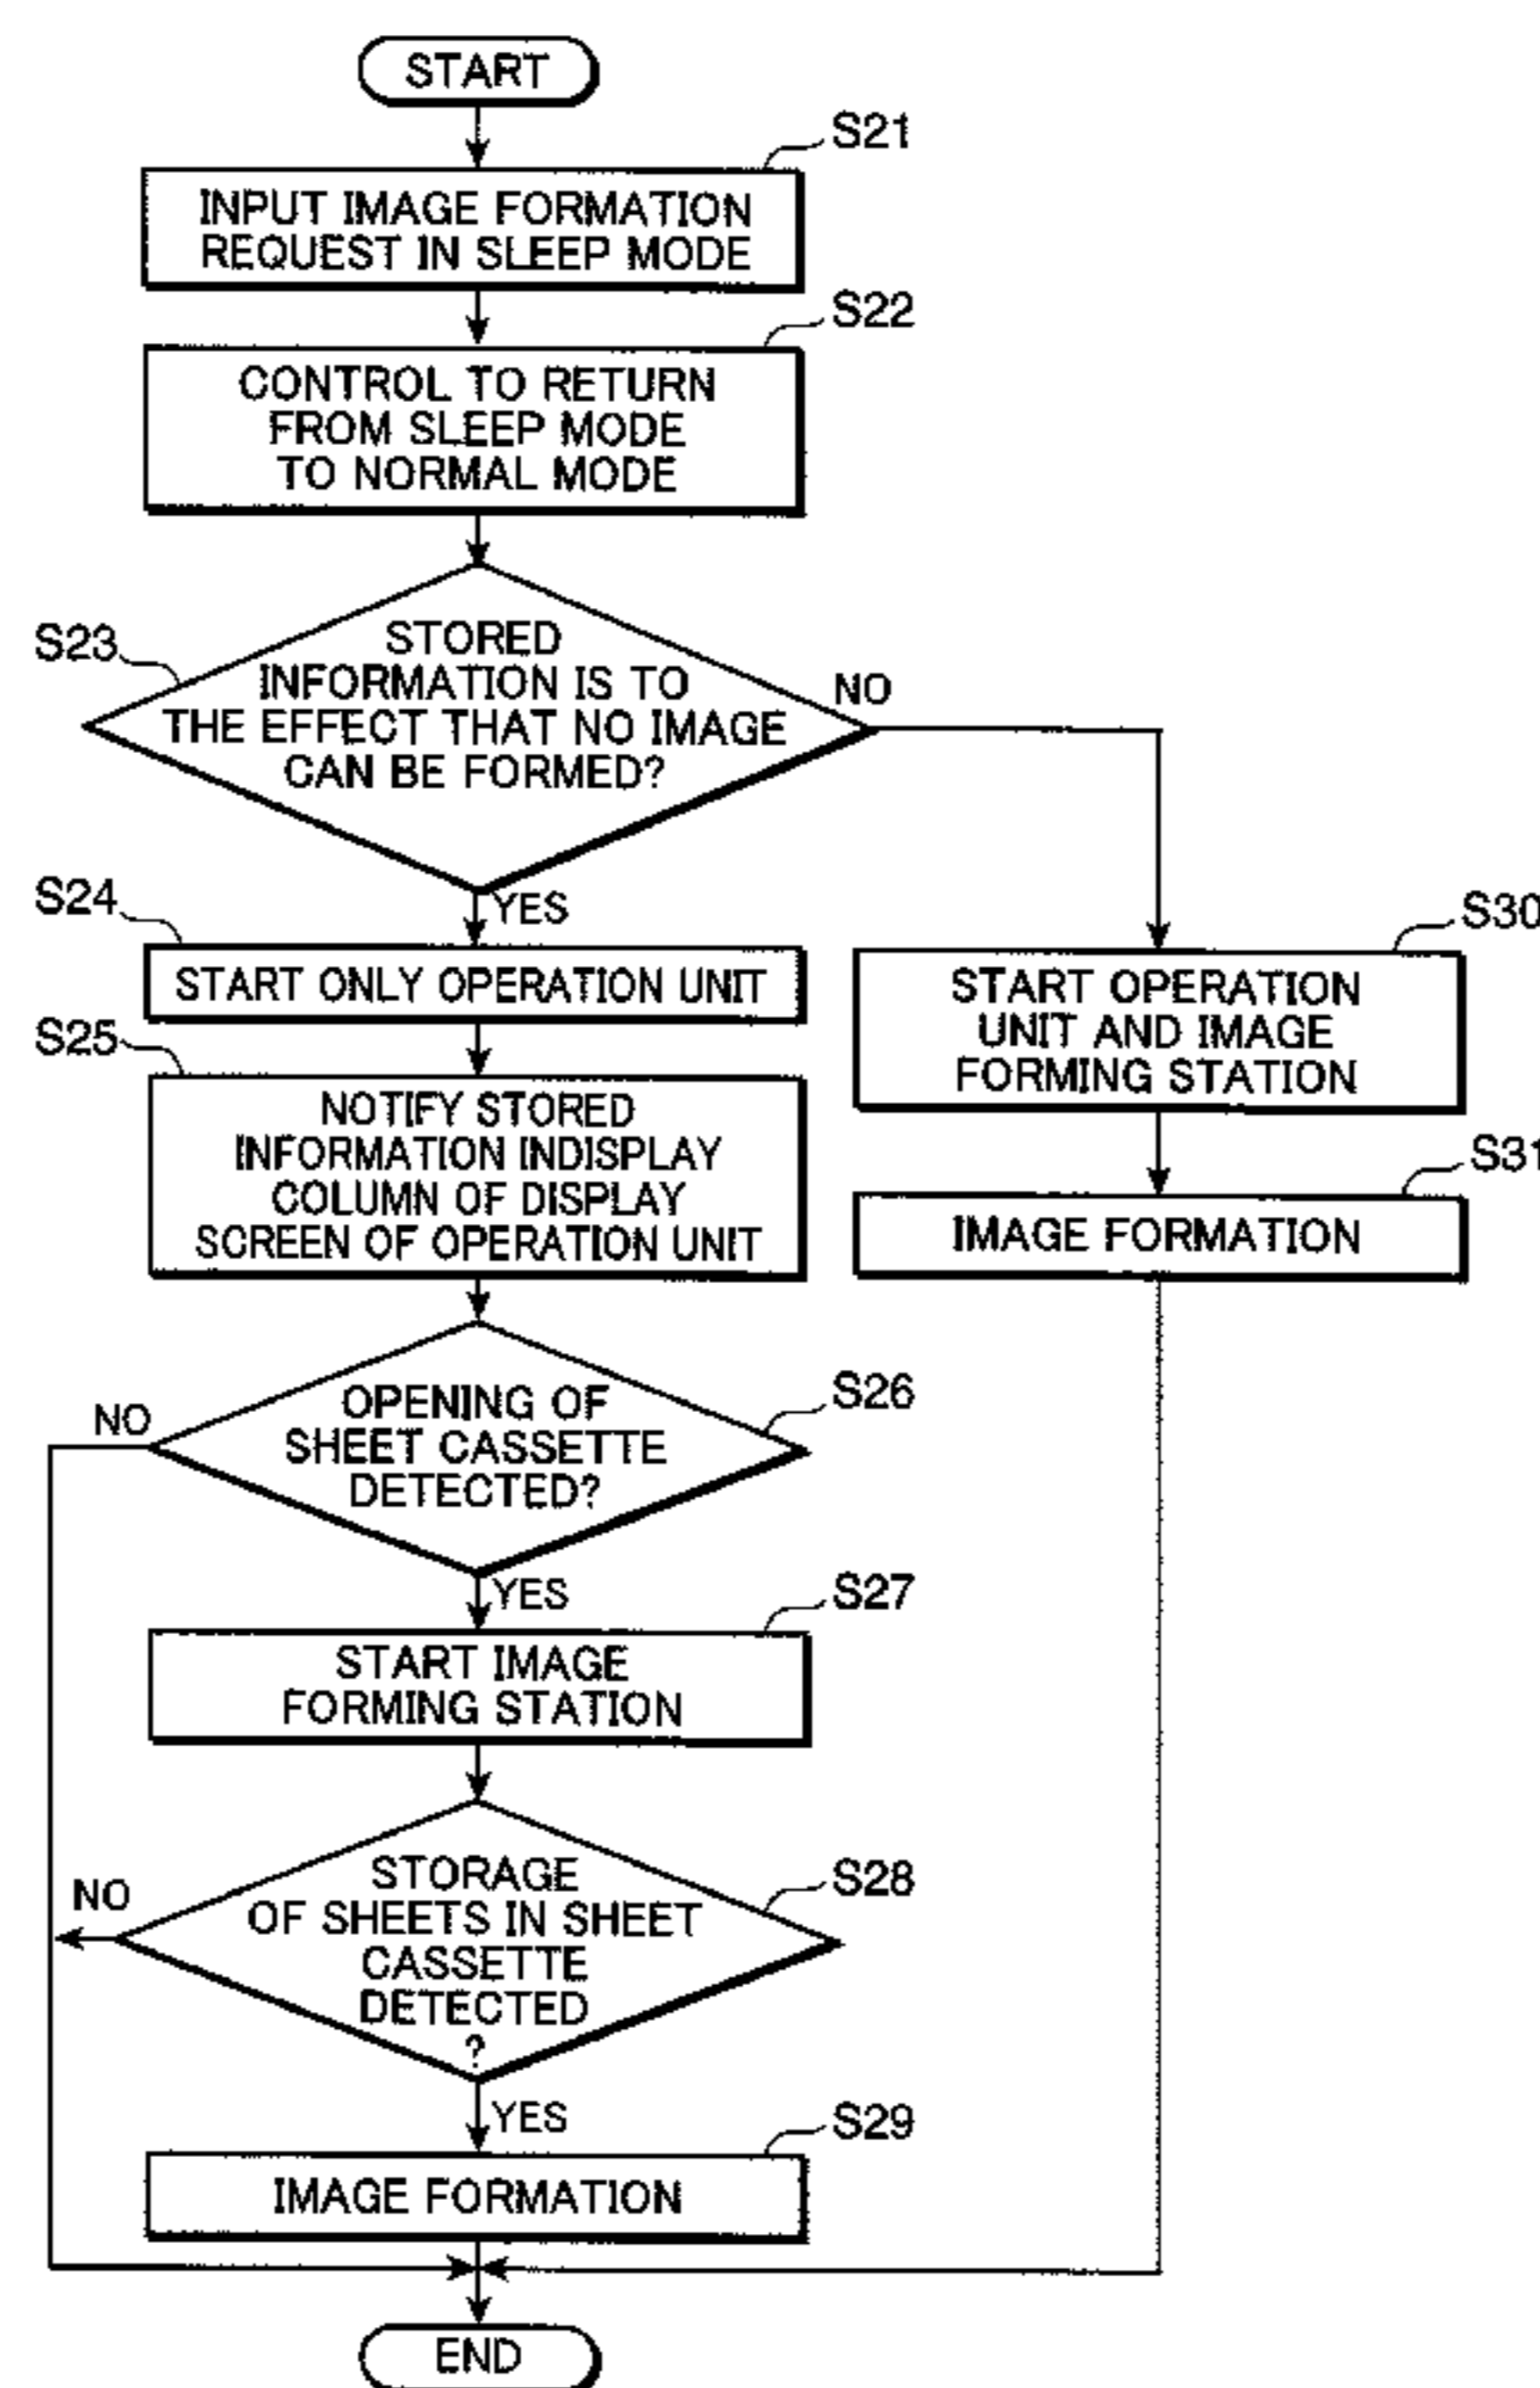 START
S21
INPUT IMAGE FORMATION
REQUEST IN SLEEP MODE
S22
CONTROL TO RETURN
FROM SLEEP MODE
TO NORMAL MODE
S23
STORED
INFORMATION IS TO
THE EFFECT THAT NO IMAGE
CAN BE FORMED?
NO
YES
S24
START ONLY OPERATION UNIT
S25
NOTIFY STORED
INFORMATION INDISPLAY
COLUMN OF DISPLAY
SCREEN OF OPERATION UNIT
S30
START OPERATION
UNIT AND IMAGE
FORMING STATION
S31
IMAGE FORMATION
S26
OPENING OF
SHEET CASSETTE
DETECTED?
NO
YES
S27
START IMAGE
FORMING STATION
S28
STORAGE
OF SHEETS IN SHEET
CASSETTE
DETECTED
?
NO
YES
S29
IMAGE FORMATION
END